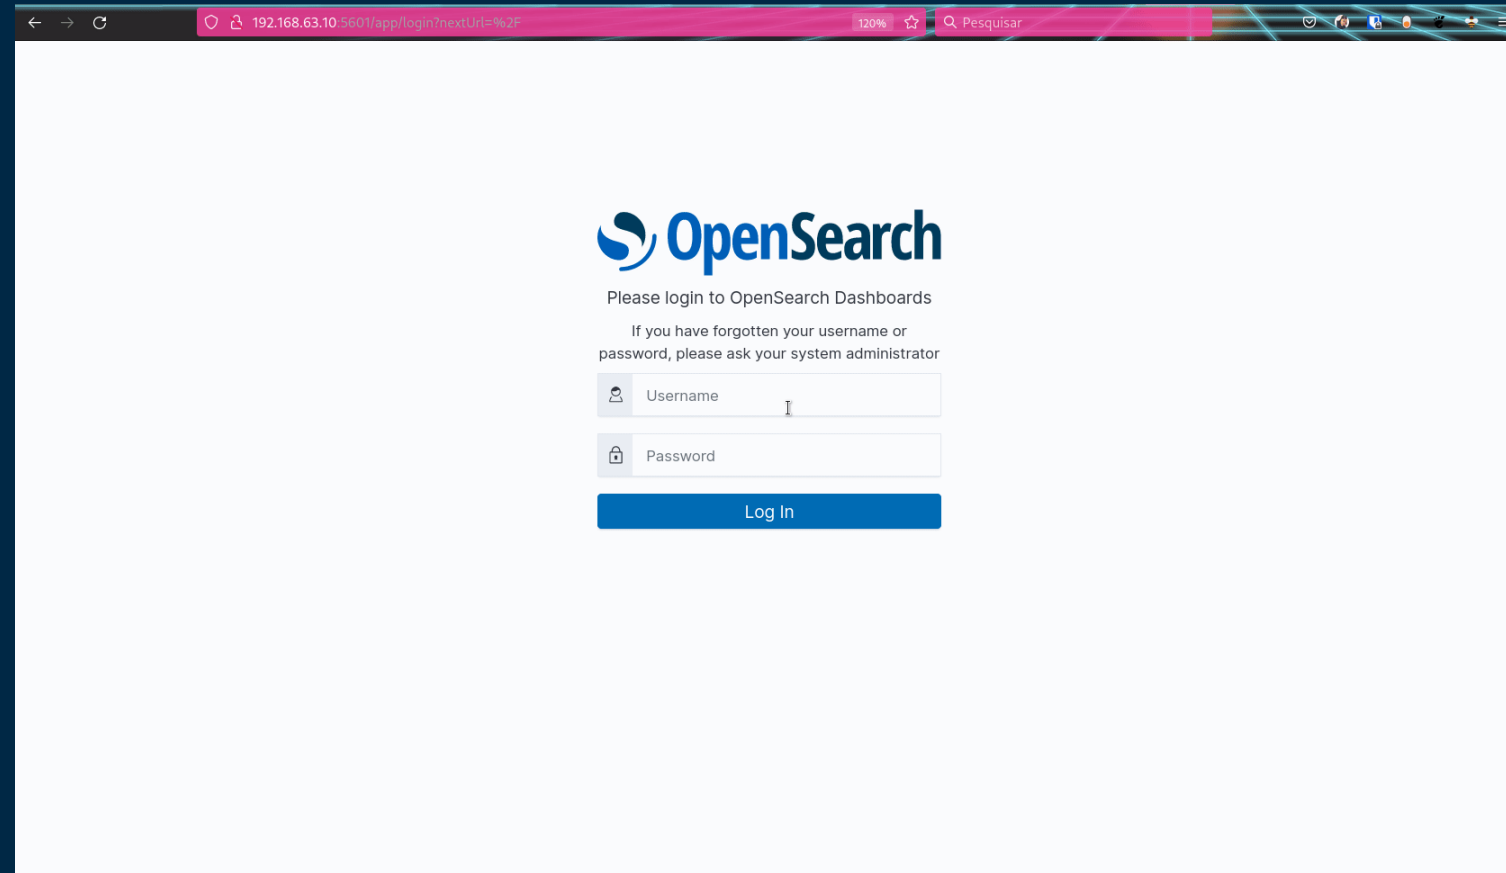 192.168.63.10:5601/app/login?nextUrl=%2F
120%
Pesquisar
OpenSearch
Please login to OpenSearch Dashboards
If you have forgotten your username or
password, please ask your system administrator
Username
Password
Log In